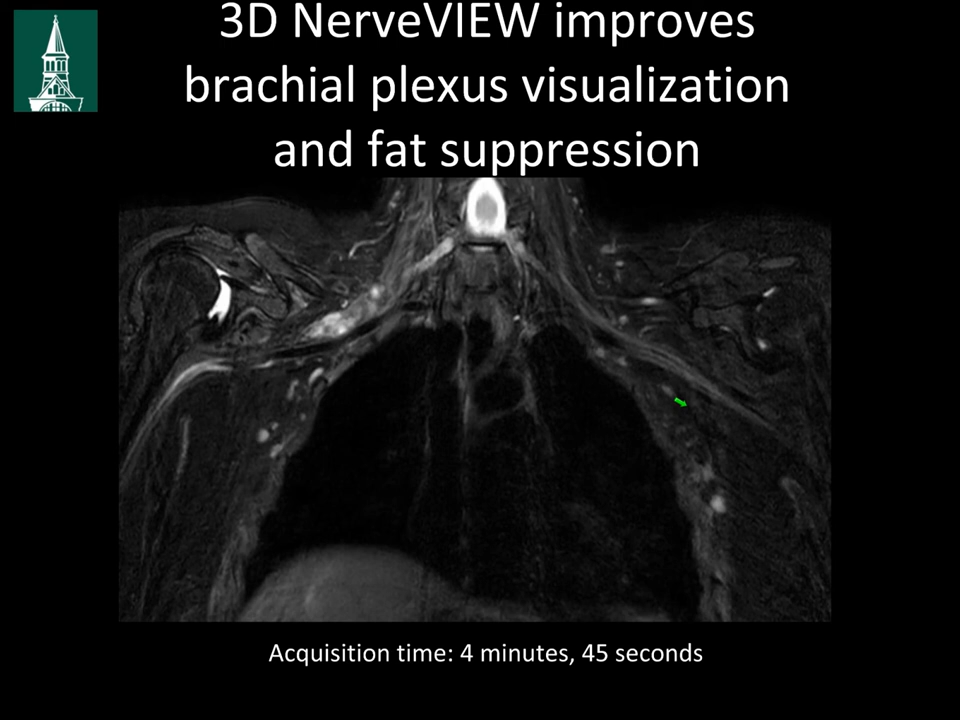 3D NerveVIEW improves
brachial plexus visualization
and fat suppression
Acquisition time: 4 minutes, 45 seconds